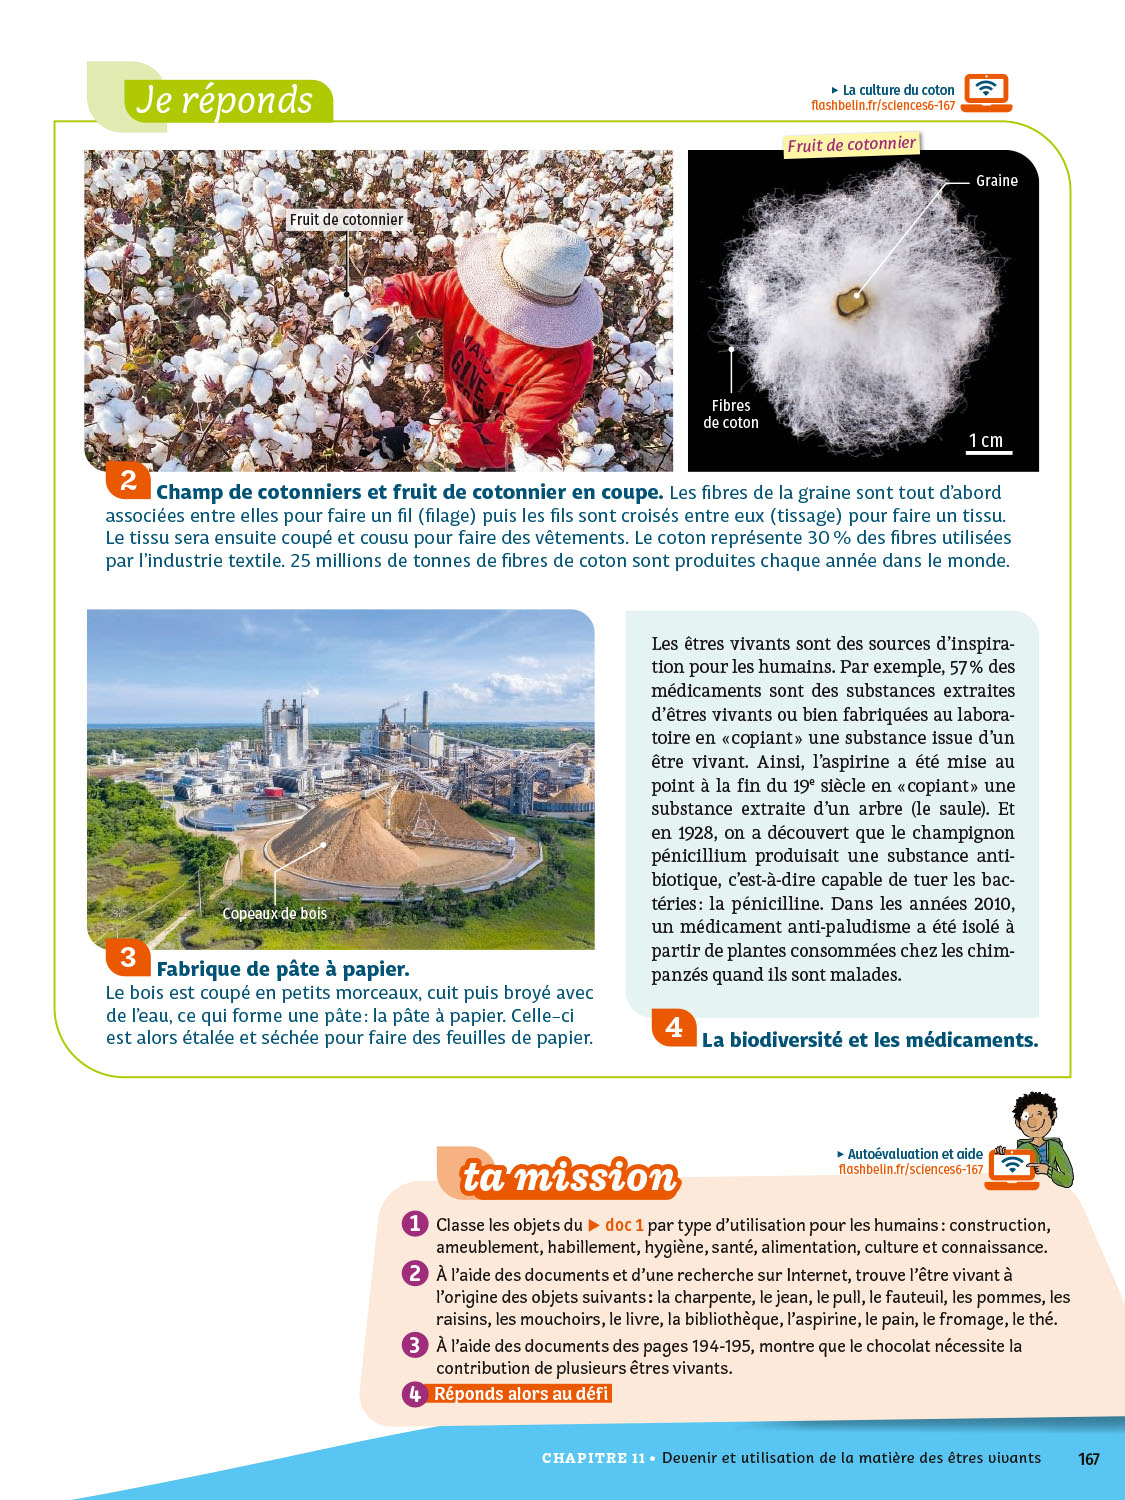 Je réponds
▸ La culture du coton
flashbelin.fr/sciences6-167
Fruit de cotonnier
Fruit de cotonnier
Graine
Fibres
de coton
1 cm
2 Champ de cotonniers et fruit de cotonnier en coupe. Les fibres de la graine sont tout d’abord
associées entre elles pour faire un fil (filage) puis les fils sont croisés entre eux (tissage) pour faire un tissu.
Le tissu sera ensuite coupé et cousu pour faire des vêtements. Le coton représente 30 % des fibres utilisées
par l’industrie textile. 25 millions de tonnes de fibres de coton sont produites chaque année dans le monde.
Copeaux de bois
3 Fabrique de pâte à papier.
Le bois est coupé en petits morceaux, cuit puis broyé avec
de l’eau, ce qui forme une pâte : la pâte à papier. Celle-ci
est alors étalée et séchée pour faire des feuilles de papier.
Les êtres vivants sont des sources d’inspira-
tion pour les humains. Par exemple, 57 % des
médicaments sont des substances extraites
d’êtres vivants ou bien fabriquées au labora-
toire en « copiant » une substance issue d’un
être vivant. Ainsi, l’aspirine a été mise au
point à la fin du 19e siècle en « copiant » une
substance extraite d’un arbre (le saule). Et
en 1928, on a découvert que le champignon
pénicillium produisait une substance anti-
biotique, c’est-à-dire capable de tuer les bac-
téries : la pénicilline. Dans les années 2010,
un médicament anti-paludisme a été isolé à
partir de plantes consommées chez les chim-
panzés quand ils sont malades.
4 La biodiversité et les médicaments.
ta mission
▸ Autoévaluation et aide
flashbelin.fr/sciences6-167
1 Classe les objets du ▶ doc 1 par type d’utilisation pour les humains : construction,
ameublement, habillement, hygiène, santé, alimentation, culture et connaissance.
2 À l’aide des documents et d’une recherche sur Internet, trouve l’être vivant à
l’origine des objets suivants : la charpente, le jean, le pull, le fauteuil, les pommes, les
raisins, les mouchoirs, le livre, la bibliothèque, l’aspirine, le pain, le fromage, le thé.
3 À l’aide des documents des pages 194-195, montre que le chocolat nécessite la
contribution de plusieurs êtres vivants.
4 Réponds alors au défi
CHAPITRE 11 • Devenir et utilisation de la matière des êtres vivants 167